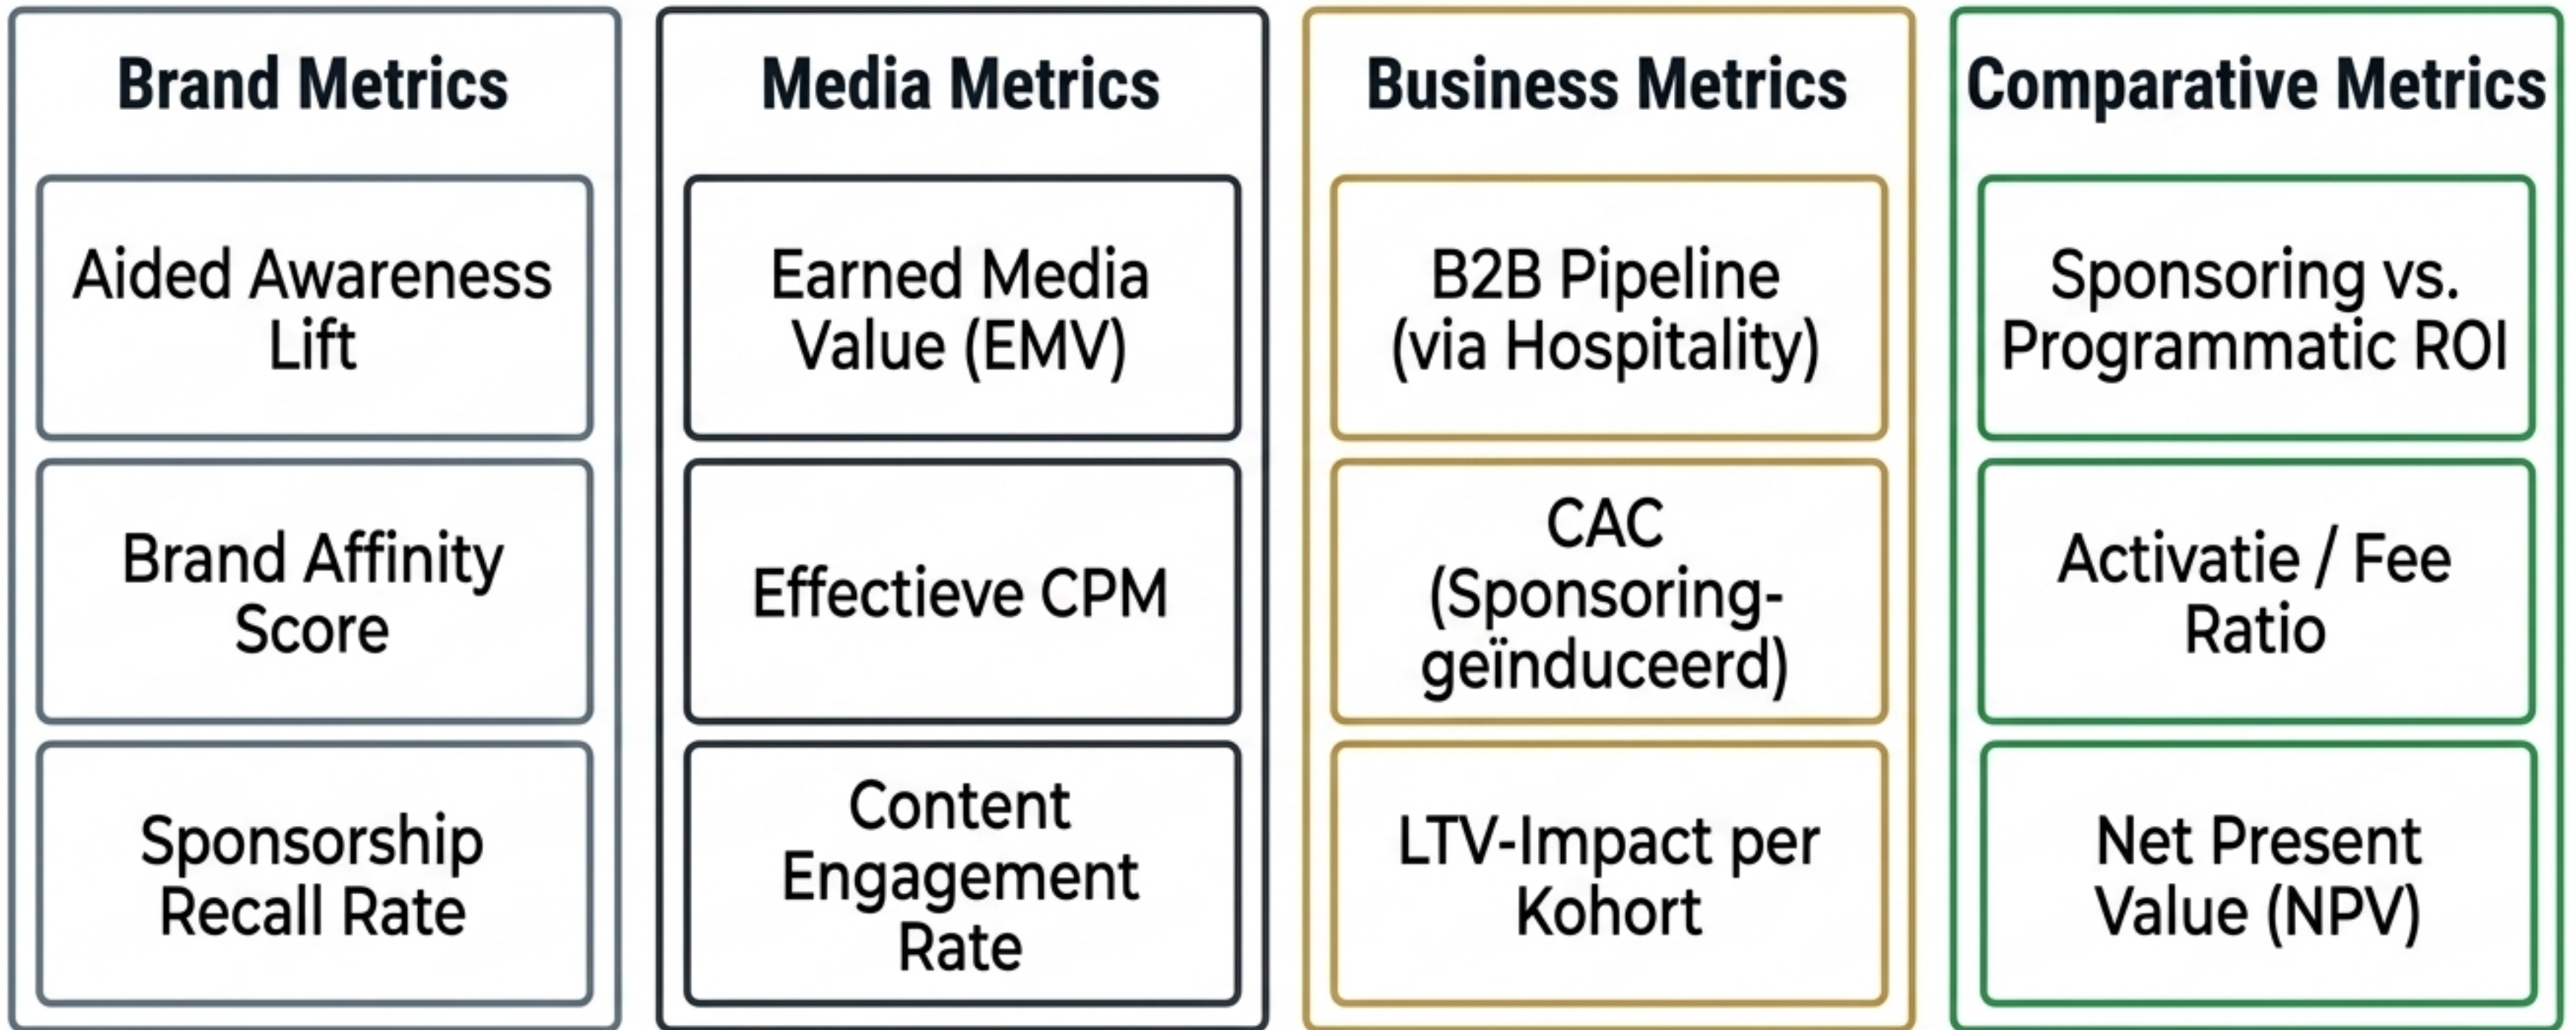 Brand Metrics
Aided Awareness
Lift
Brand Affinity
Score
Sponsorship
Recall Rate
Media Metrics
Earned Media
Value (EMV)
Effectieve CPM
Content
Engagement
Rate
Business Metrics
B2B Pipeline
(via Hospitality)
CAC
(Sponsoring-
geïnduceerd)
LTV-Impact per
Kohort
Comparative Metrics
Sponsoring vs.
Programmatic ROI
Activatie / Fee
Ratio
Net Present
Value (NPV)